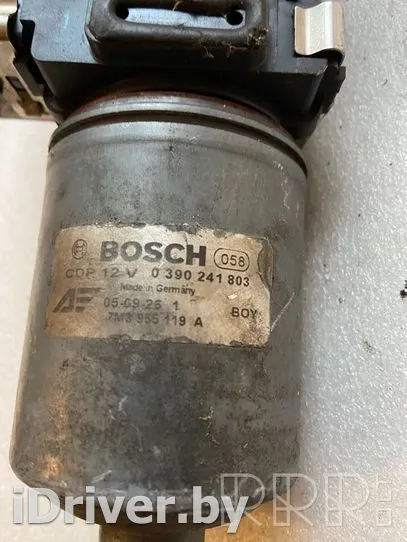 BOSCH 058
CDP 12 V 0 390 241 803
Made in Germany
05-09-26 1
7M3 955 119 A BOY
iDriver.by
RRR